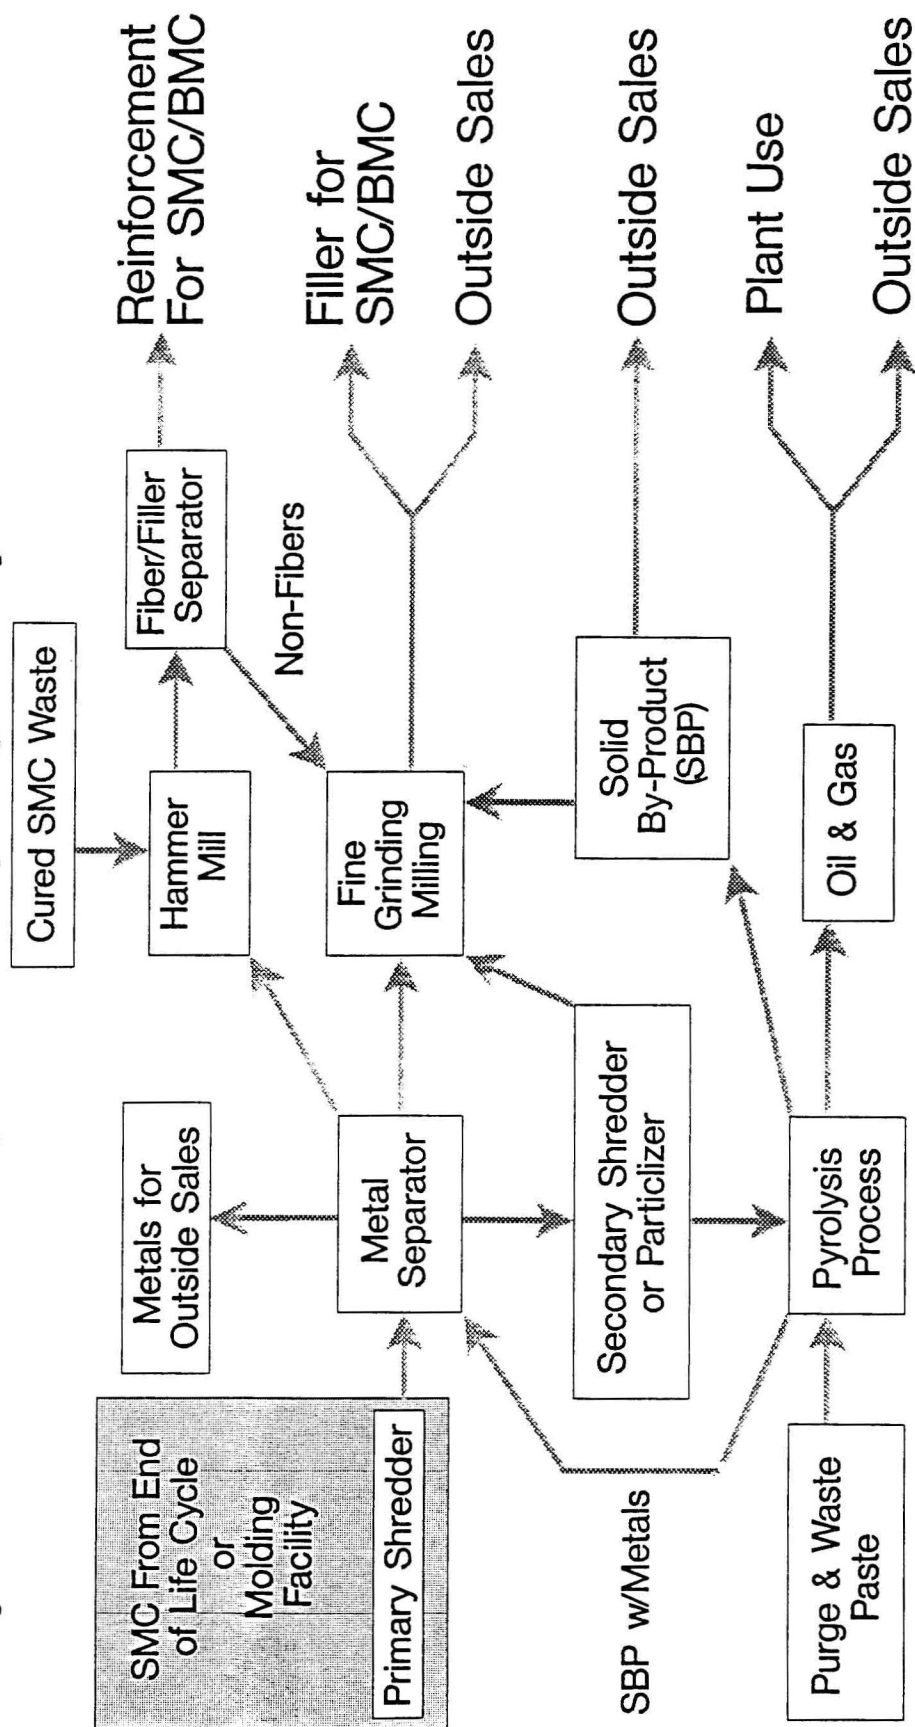 Cured SMC Waste
SMC From End
of Life Cycle
or
Molding
Facility
Primary Shredder
Metals for
Outside Sales
Hammer
Mill
Fiber/Filler
Separator
Reinforcement
For SMC/BMC
Non-Fibers
Metal
Separator
Fine
Grinding
Milling
Filler for
SMC/BMC
Outside Sales
SBP w/Metals
Secondary Shredder
or Particlizer
Solid
By-Product
(SBP)
Outside Sales
Purge & Waste
Paste
Pyrolysis
Process
Oil & Gas
Plant Use
Outside Sales